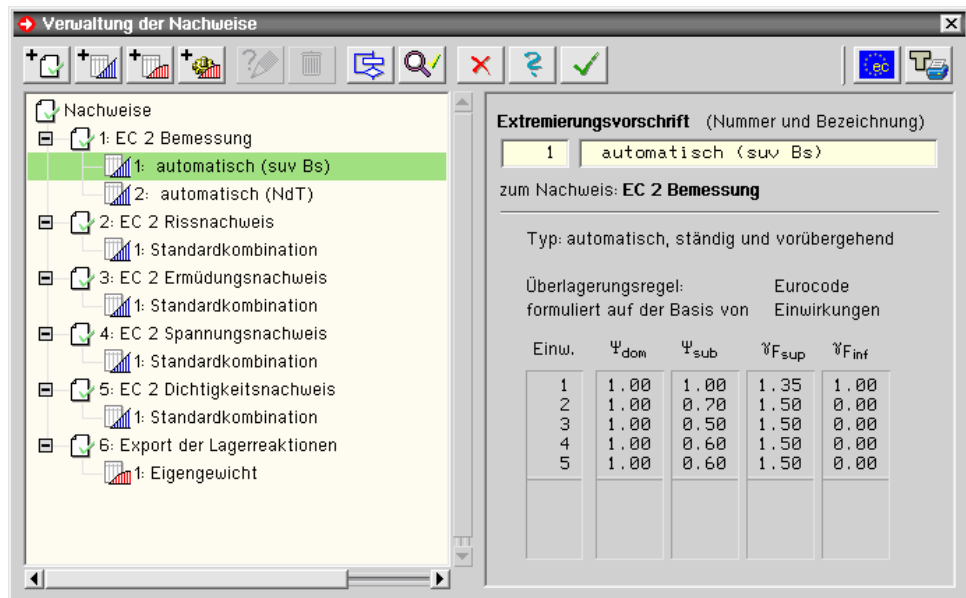 Verwaltung der Nachweise
ec
T
Nachweise
1: EC 2 Bemessung
1: automatisch (suv Bs)
2: automatisch (NdT)
2: EC 2 Rissnachweis
1: Standardkombination
3: EC 2 Ermüdungsnachweis
1: Standardkombination
4: EC 2 Spannungsnachweis
1: Standardkombination
5: EC 2 Dichtigkeitsnachweis
1: Standardkombination
6: Export der Lagerreaktionen
1: Eigengewicht
Extremierungsvorschrift (Nummer und Bezeichnung)
1 automatisch (suv Bs)
zum Nachweis: EC 2 Bemessung
Typ: automatisch, ständig und vorübergehend
Überlagerungsregel: Eurocode
formuliert auf der Basis von Einwirkungen
Einw. Ψdom Ψsub γFsup γFinf
1 1.00 1.00 1.35 1.00
2 1.00 0.70 1.50 0.00
3 1.00 0.50 1.50 0.00
4 1.00 0.60 1.50 0.00
5 1.00 0.60 1.50 0.00